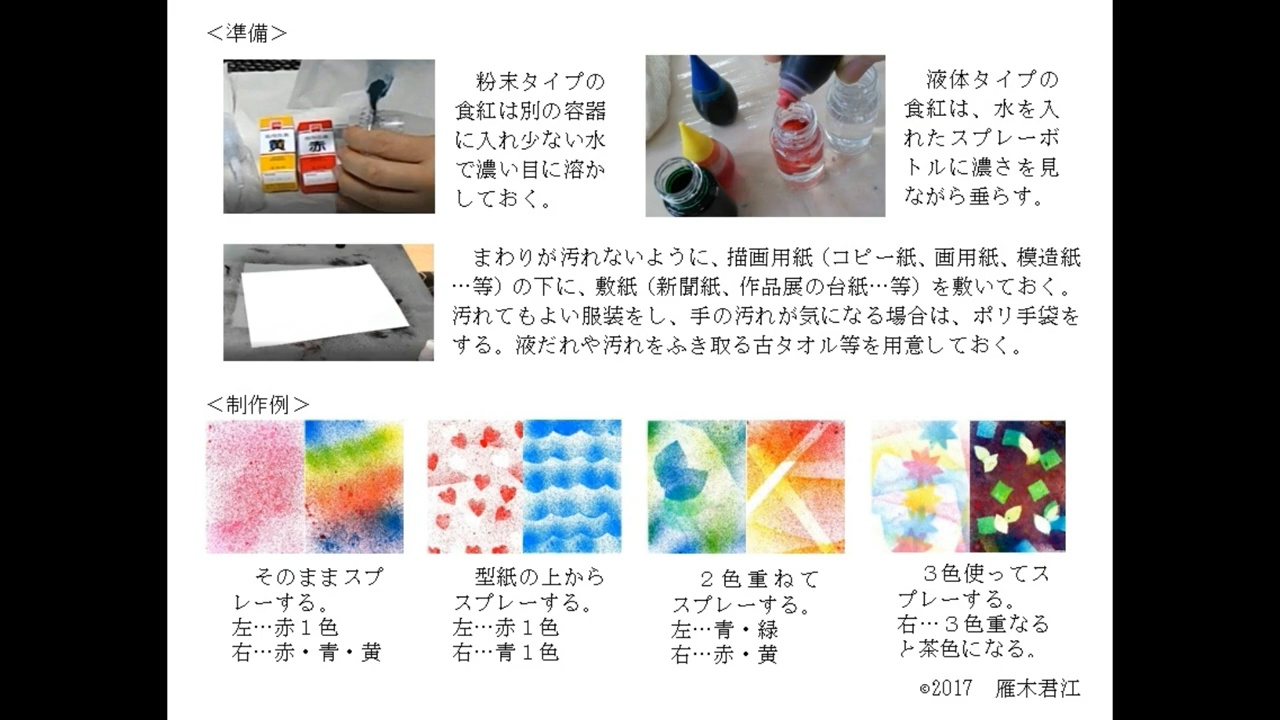 ＜準備＞
黄
赤
粉末タイプの
食紅は別の容器
に入れ少ない水
で濃い目に溶か
しておく。
液体タイプの
食紅は、水を入
れたスプレーボ
トルに濃さを見
ながら垂らす。
まわりが汚れないように、描画用紙（コピー紙、画用紙、模造紙
…等）の下に、敷紙（新聞紙、作品展の台紙…等）を敷いておく。
汚れてもよい服装をし、手の汚れが気になる場合は、ポリ手袋を
する。液だれや汚れをふき取る古タオル等を用意しておく。
＜制作例＞
そのままスプ
レーする。
左…赤１色
右…赤・青・黄
型紙の上から
スプレーする。
左…赤１色
右…青１色
２色重ねて
スプレーする。
左…青・緑
右…赤・黄
３色使ってス
プレーする。
右…３色重なる
と茶色になる。
©2017　雁木君江